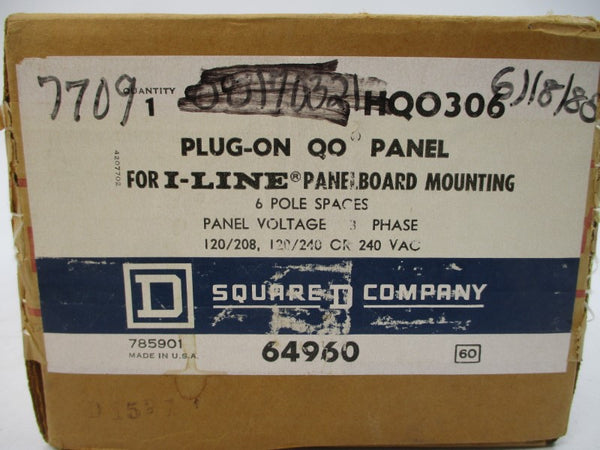 7709 QUANTITY 1 HQO306 6/18/88
PLUG-ON QO® PANEL
FOR I-LINE® PANELBOARD MOUNTING
6 POLE SPACES
PANEL VOLTAGE 3 PHASE
120/208, 120/240 OR 240 VAC
4207702
D SQUARE D COMPANY
785901
MADE IN U.S.A.
64960
60